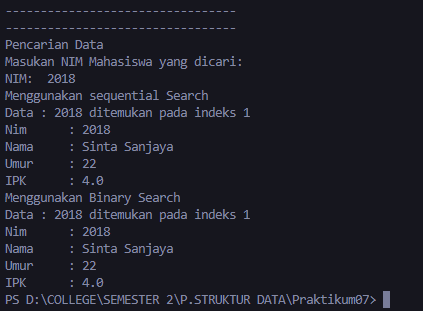 ---------------------------------
---------------------------------
Pencarian Data
Masukan NIM Mahasiswa yang dicari:
NIM:  2018
Menggunakan sequential Search
Data : 2018 ditemukan pada indeks 1
Nim      : 2018
Nama     : Sinta Sanjaya
Umur     : 22
IPK      : 4.0
Menggunakan Binary Search
Data : 2018 ditemukan pada indeks 1
Nim      : 2018
Nama     : Sinta Sanjaya
Umur     : 22
IPK      : 4.0
PS D:\COLLEGE\SEMESTER 2\P.STRUKTUR DATA\Praktikum07>